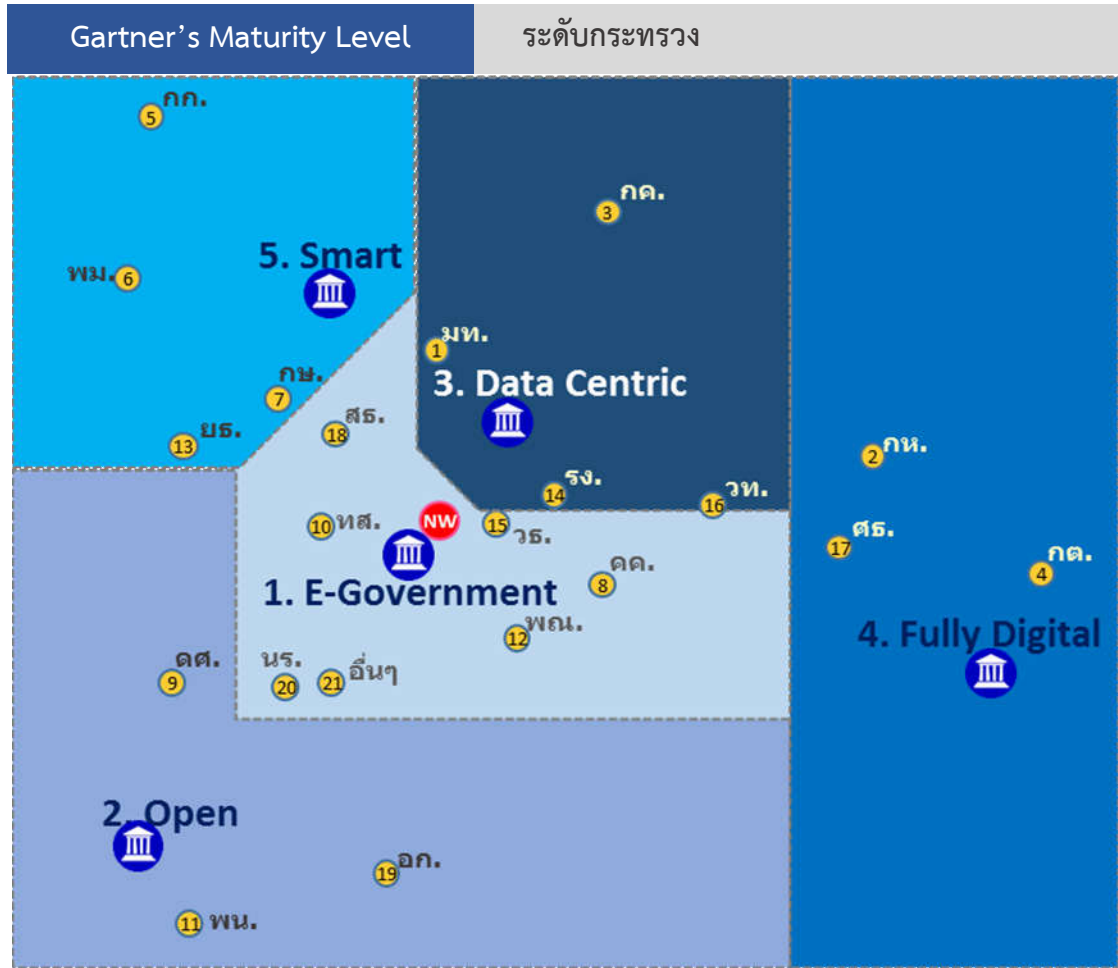 Gartner's Maturity Level
ระดับกระทรวง
5 กก.
3 กค.
5. Smart
พม. 6
1 มท.
3. Data Centric
7 กษ.
18 สธ.
13 ยธ.
2 กห.
14 รง.
16 วท.
10 ทส.
NW
15 วธ.
17 ศธ.
4 กต.
8 คค.
1. E-Government
12 พณ.
4. Fully Digital
9 ดศ.
20 นร.
21 อื่นๆ
2. Open
19 อก.
11 พน.